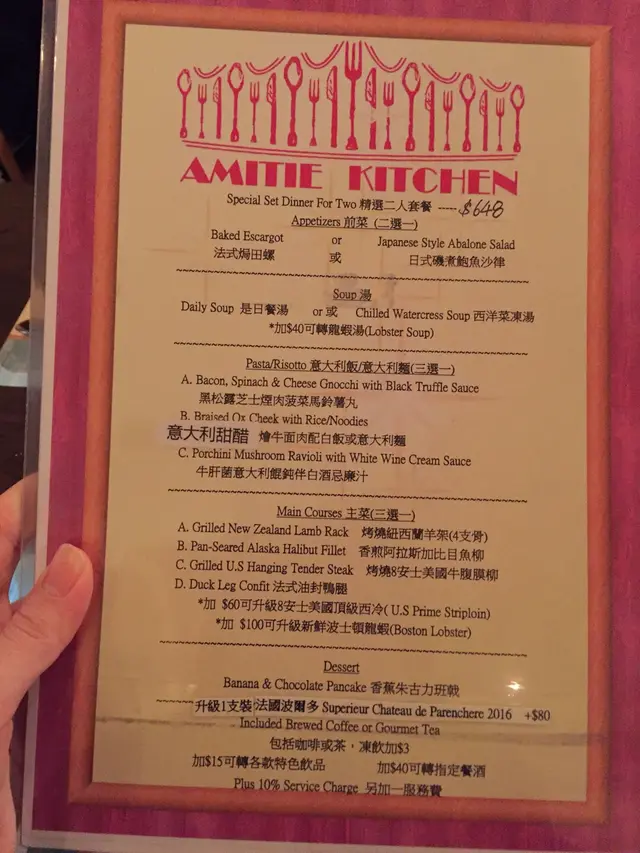 AMITIE KITCHEN
Special Set Dinner For Two 精選二人套餐 ----- $648
Appetizers 前菜 (二選一)
Baked Escargot or Japanese Style Abalone Salad
法式焗田螺 或 日式磯煮鮑魚沙律
Soup 湯
Daily Soup 是日餐湯 or 或 Chilled Watercress Soup 西洋菜凍湯
*加$40可轉龍蝦湯(Lobster Soup)
Pasta/Risotto 意大利飯/意大利麵(三選一)
A. Bacon, Spinach & Cheese Gnocchi with Black Truffle Sauce
黑松露芝士煙肉菠菜馬鈴薯丸
B. Braised Ox Cheek with Rice/Noodles
意大利甜醋 燴牛面肉配白飯或意大利麵
C. Porchini Mushroom Ravioli with White Wine Cream Sauce
牛肝菌意大利餛飩伴白酒忌廉汁
Main Courses 主菜(三選一)
A. Grilled New Zealand Lamb Rack 烤燒紐西蘭羊架(4支骨)
B. Pan-Seared Alaska Halibut Fillet 香煎阿拉斯加比目魚柳
C. Grilled U.S Hanging Tender Steak 烤燒8安士美國牛腹膜柳
D. Duck Leg Confit 法式油封鴨腿
*加 $60可升級8安士美國頂級西冷( U.S Prime Striploin)
*加 $100可升級新鮮波士頓龍蝦(Boston Lobster)
Dessert
Banana & Chocolate Pancake 香蕉朱古力班戟
升級1支裝 法國波爾多 Superieur Chateau de Parenchere 2016 +$80
Included Brewed Coffee or Gourmet Tea
包括咖啡或茶，凍飲加$3
加$15可轉各款特色飲品 加$40可轉指定餐酒
Plus 10% Service Charge 另加一服務費